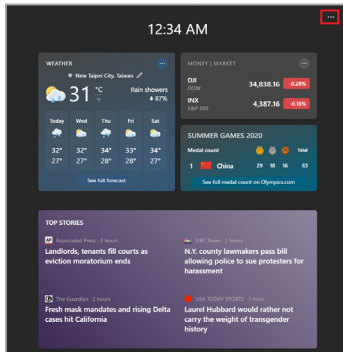 12:34 AM
WEATHER
New Taipei City, Taiwan
31 °C
Rain showers
87%
Today Wed Thu Fri Sat
32° 32° 34° 33° 34°
27° 27° 28° 28° 27°
See full forecast
MONEY | MARKET
DJI
DOW
34,838.16 -0.28%
INX
S&P 500
4,387.16 -0.18%
SUMMER GAMES 2020
Medal count Total
1 China 29 18 16 63
See full medal count on Olympics.com
TOP STORIES
AP Associated Press · 2 hours
Landlords, tenants fill courts as
eviction moratorium ends
NBC News · 2 hours
N.Y. county lawmakers pass bill
allowing police to sue protesters for
harassment
The Guardian · 2 hours
Fresh mask mandates and rising Delta
cases hit California
USA TODAY SPORTS · 1 hour
Laurel Hubbard would rather not
carry the weight of transgender
history